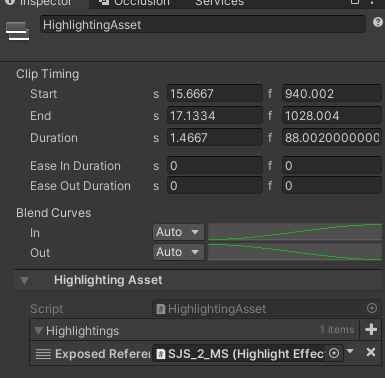 Inspector Occlusion Services
HighlightingAsset
Clip Timing
Start s 15.6667 f 940.002
End s 17.1334 f 1028.004
Duration s 1.4667 f 88.0020000000
Ease In Duration s 0 f 0
Ease Out Duration s 0 f 0
Blend Curves
In Auto
Out Auto
Highlighting Asset
Script # HighlightingAsset
Highlightings 1 items +
Exposed Referen # SJS_2_MS (Highlight Effec